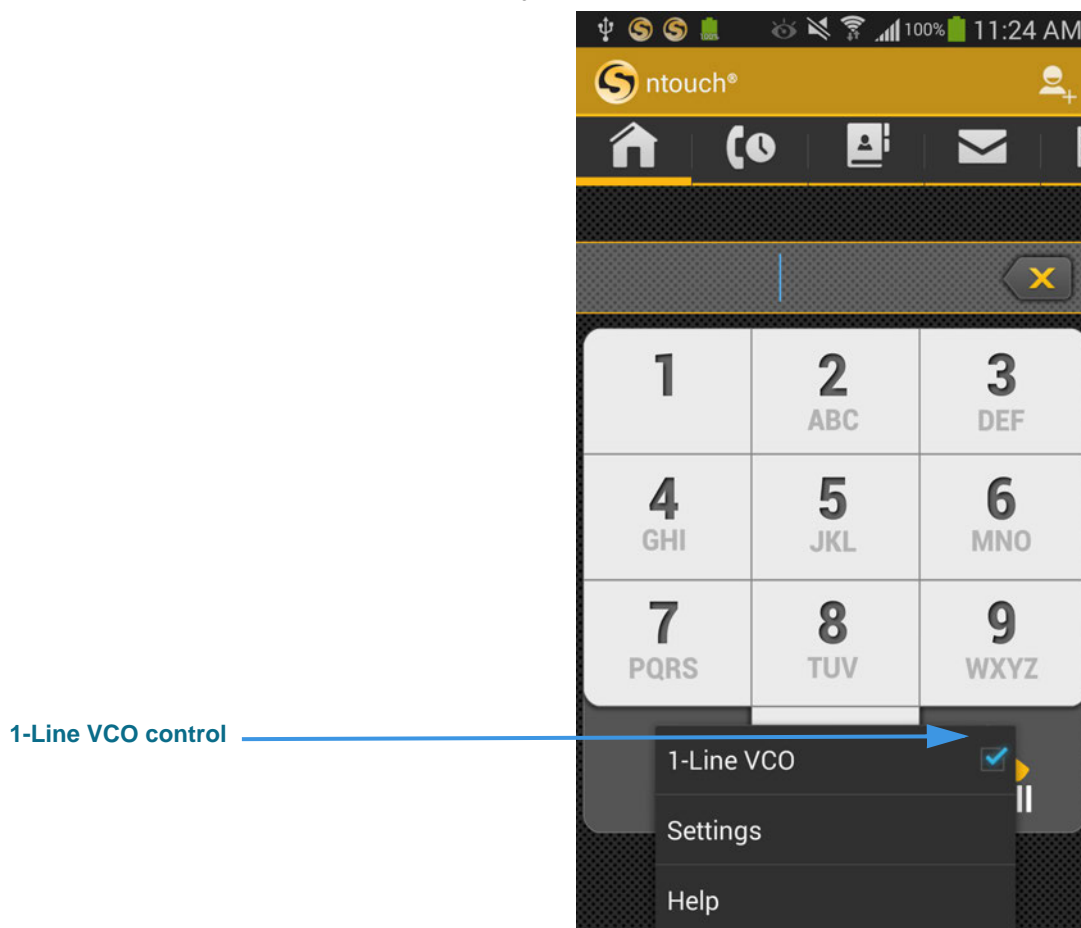 100% 100% 11:24 AM
ntouch®
1 2 3
ABC DEF
4 5 6
GHI JKL MNO
7 8 9
PQRS TUV WXYZ
1-Line VCO control
1-Line VCO
Settings
Help